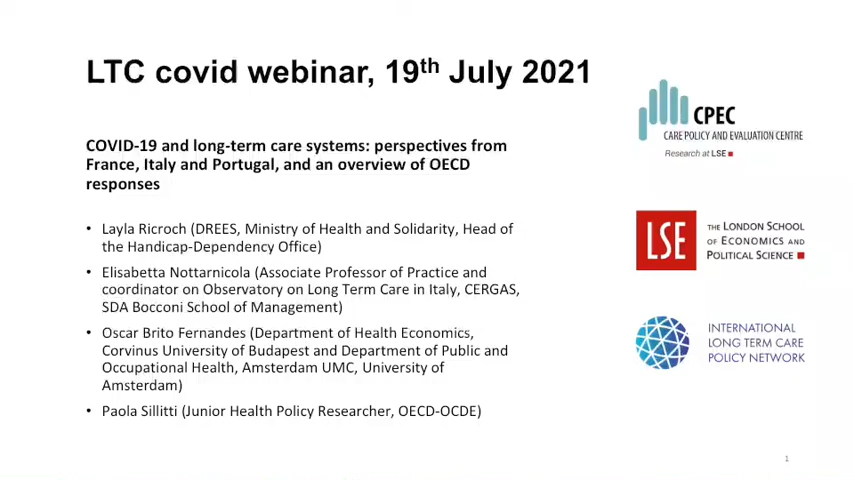 LTC covid webinar, 19th July 2021
COVID-19 and long-term care systems: perspectives from
France, Italy and Portugal, and an overview of OECD
responses
• Layla Ricroch (DREES, Ministry of Health and Solidarity, Head of
the Handicap-Dependency Office)
• Elisabetta Nottarnicola (Associate Professor of Practice and
coordinator on Observatory on Long Term Care in Italy, CERGAS,
SDA Bocconi School of Management)
• Oscar Brito Fernandes (Department of Health Economics,
Corvinus University of Budapest and Department of Public and
Occupational Health, Amsterdam UMC, University of
Amsterdam)
• Paola Sillitti (Junior Health Policy Researcher, OECD-OCDE)
CPEC
CARE POLICY AND EVALUATION CENTRE
Research at LSE
LSE
THE LONDON SCHOOL
OF ECONOMICS AND
POLITICAL SCIENCE
INTERNATIONAL
LONG TERM CARE
POLICY NETWORK
1